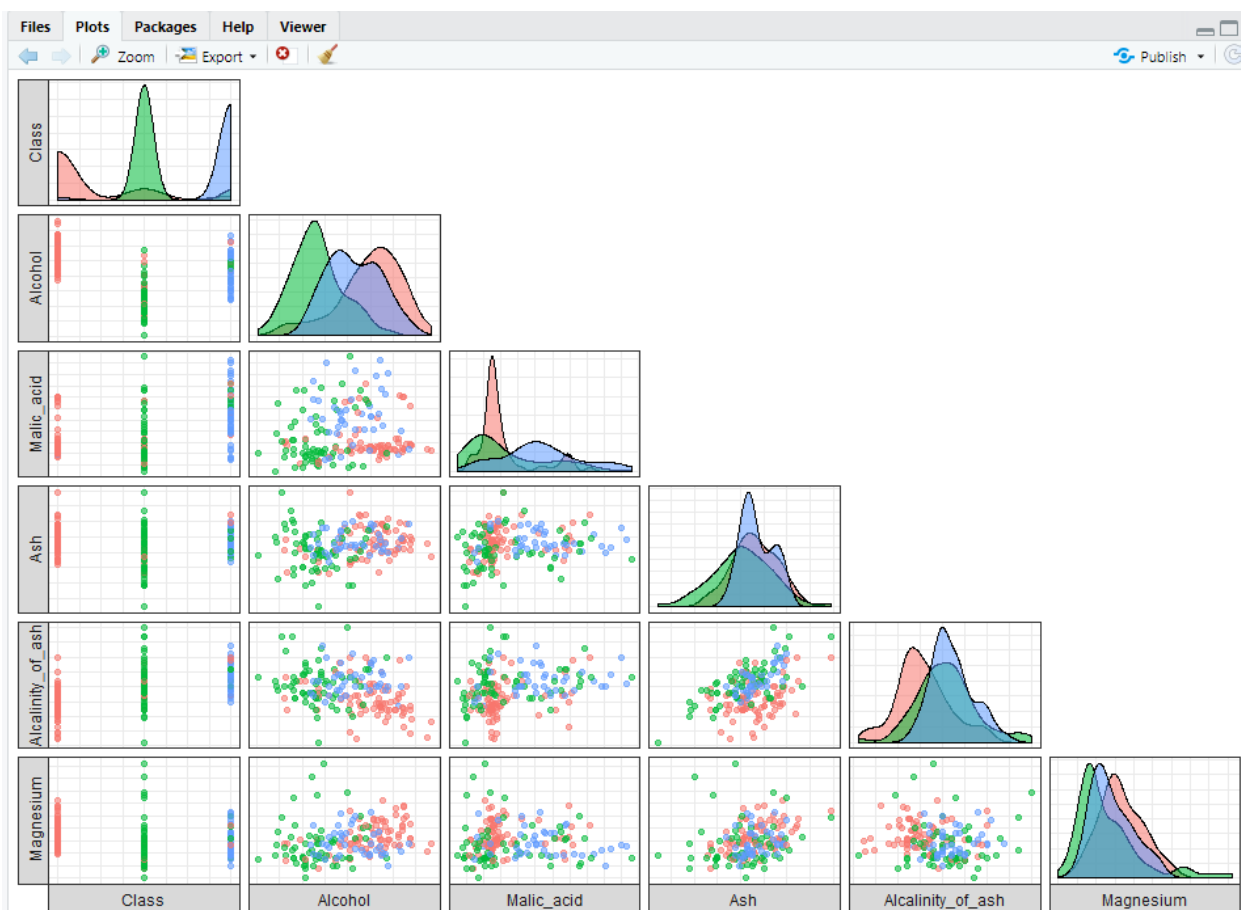 Files Plots Packages Help Viewer
Zoom Export Publish
Class
Alcohol
Malic_acid
Ash
Alcalinity_of_ash
Magnesium
Class Alcohol Malic_acid Ash Alcalinity_of_ash Magnesium